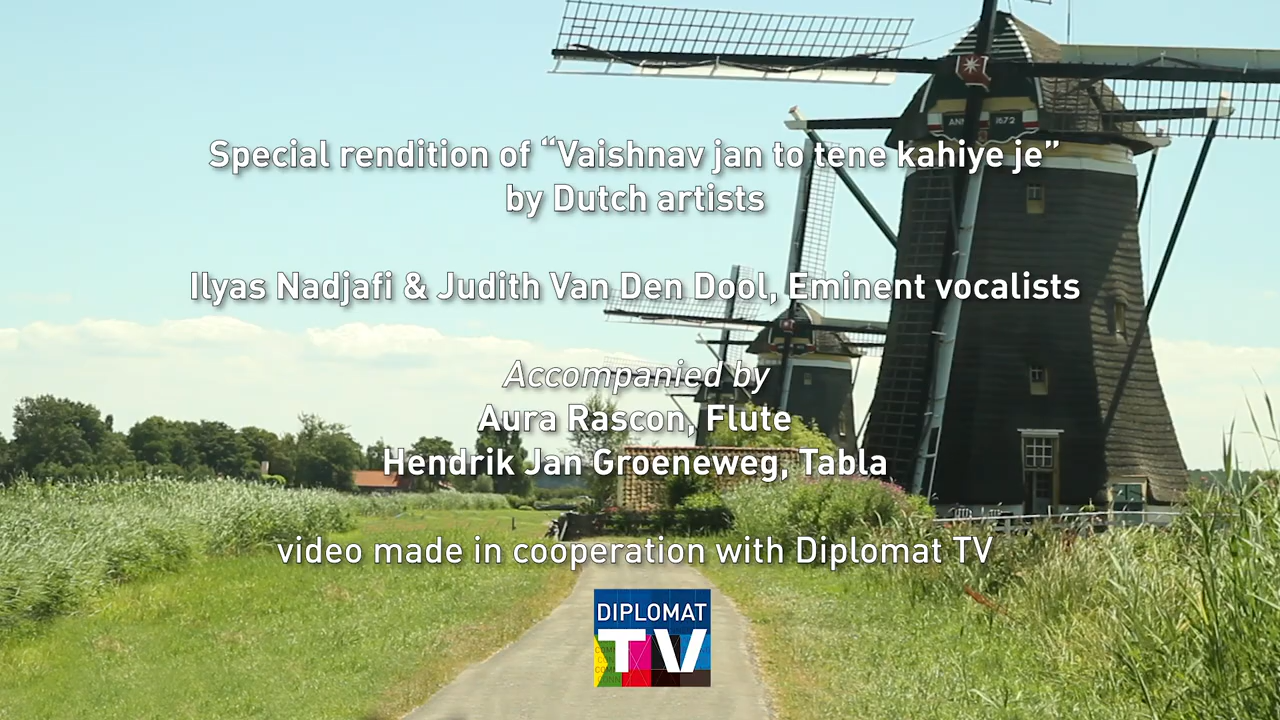 ANNO 1672
Special rendition of “Vaishnav jan to tene kahiye je”
by Dutch artists
Ilyas Nadjafi & Judith Van Den Dool, Eminent vocalists
Accompanied by
Aura Rascon, Flute
Hendrik Jan Groeneweg, Tabla
video made in cooperation with Diplomat TV
DIPLOMAT
TV